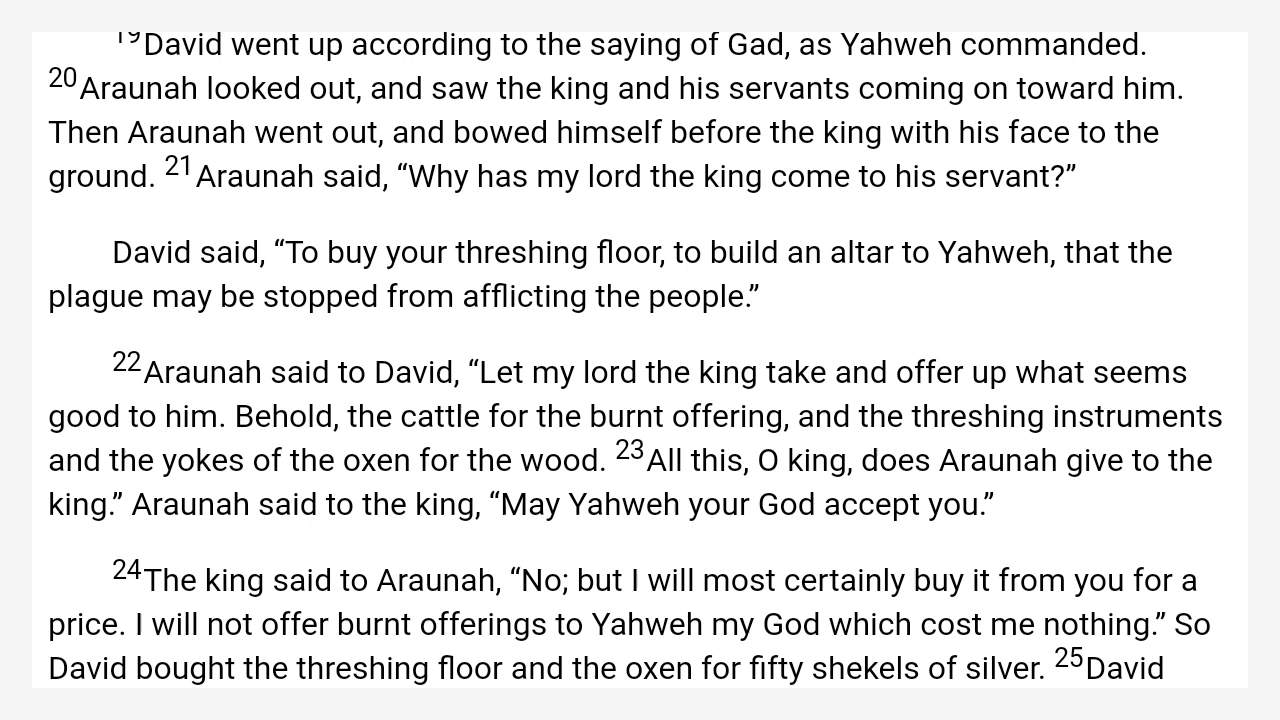 19David went up according to the saying of Gad, as Yahweh commanded.
20Araunah looked out, and saw the king and his servants coming on toward him.
Then Araunah went out, and bowed himself before the king with his face to the
ground. 21Araunah said, “Why has my lord the king come to his servant?”
David said, “To buy your threshing floor, to build an altar to Yahweh, that the
plague may be stopped from afflicting the people.”
22Araunah said to David, “Let my lord the king take and offer up what seems
good to him. Behold, the cattle for the burnt offering, and the threshing instruments
and the yokes of the oxen for the wood. 23All this, O king, does Araunah give to the
king.” Araunah said to the king, “May Yahweh your God accept you.”
24The king said to Araunah, “No; but I will most certainly buy it from you for a
price. I will not offer burnt offerings to Yahweh my God which cost me nothing.” So
David bought the threshing floor and the oxen for fifty shekels of silver. 25David